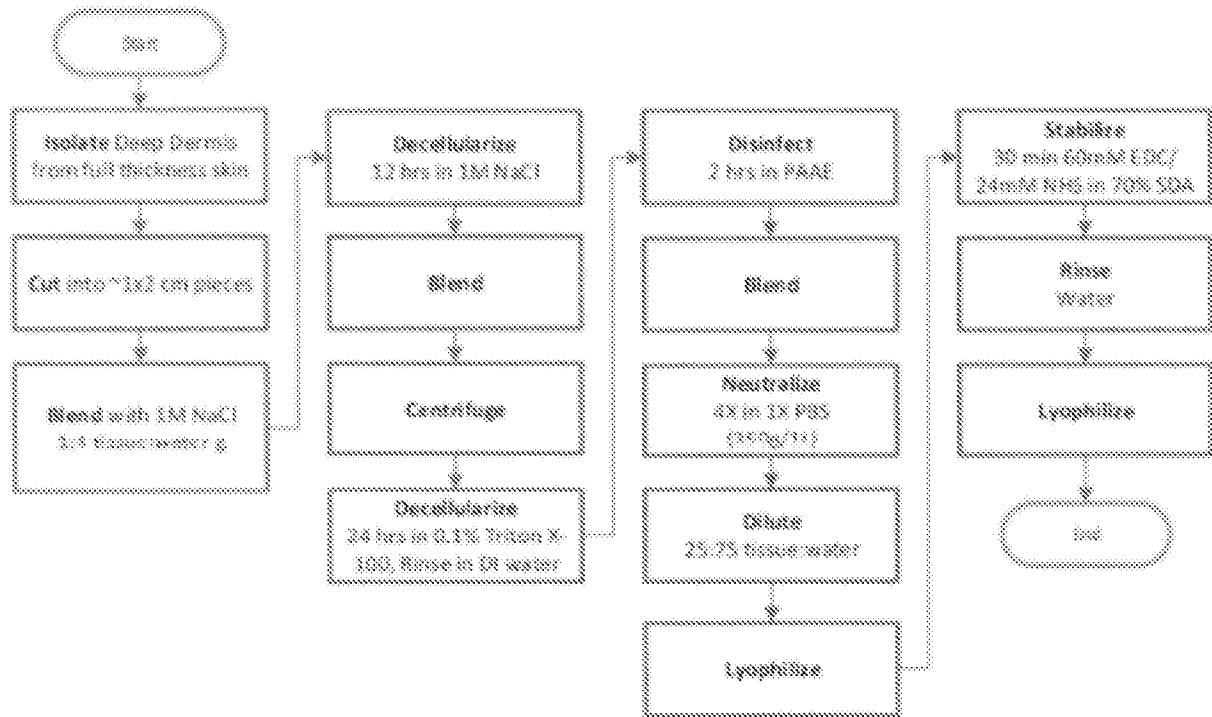 Start
Isolate Deep Dermis
from full thickness skin
Cut into ~1x2 cm pieces
Blend with 1M NaCl
tissue:water g
Decellularize
12 hrs in 1M NaCl
Blend
Centrifuge
Decellularize
24 hrs in 0.1% Triton X-
100, Rinse in DI water
Disinfect
2 hrs in PAAE
Blend
Neutralize
4X in 1X PBS
Dilute
25:75 tissue:water
Lyophilize
Stabilize
30 min 60mM EDC/
24mM NHS in 70% SDA
Rinse
Water
Lyophilize
End